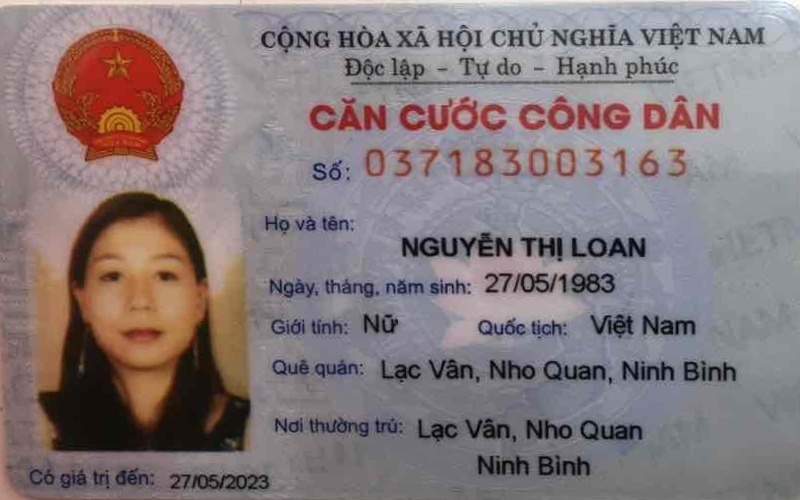 CỘNG HÒA XÃ HỘI CHỦ NGHĨA VIỆT NAM
Độc lập - Tự do - Hạnh phúc
CĂN CƯỚC CÔNG DÂN
Số: 037183003163
Họ và tên:
NGUYỄN THỊ LOAN
Ngày, tháng, năm sinh: 27/05/1983
Giới tính: Nữ Quốc tịch: Việt Nam
Quê quán: Lạc Vân, Nho Quan, Ninh Bình
Nơi thường trú: Lạc Vân, Nho Quan
Ninh Bình
Có giá trị đến: 27/05/2023